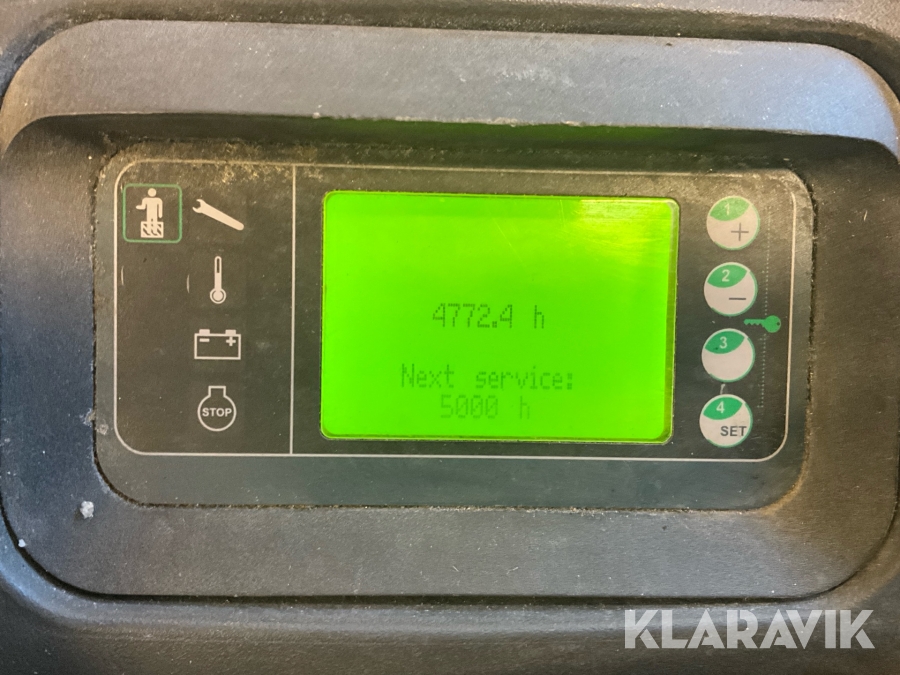 4772.4 h
Next service:
5000 h
STOP
1
+
2
-
3
4
SET
KLARAVIK